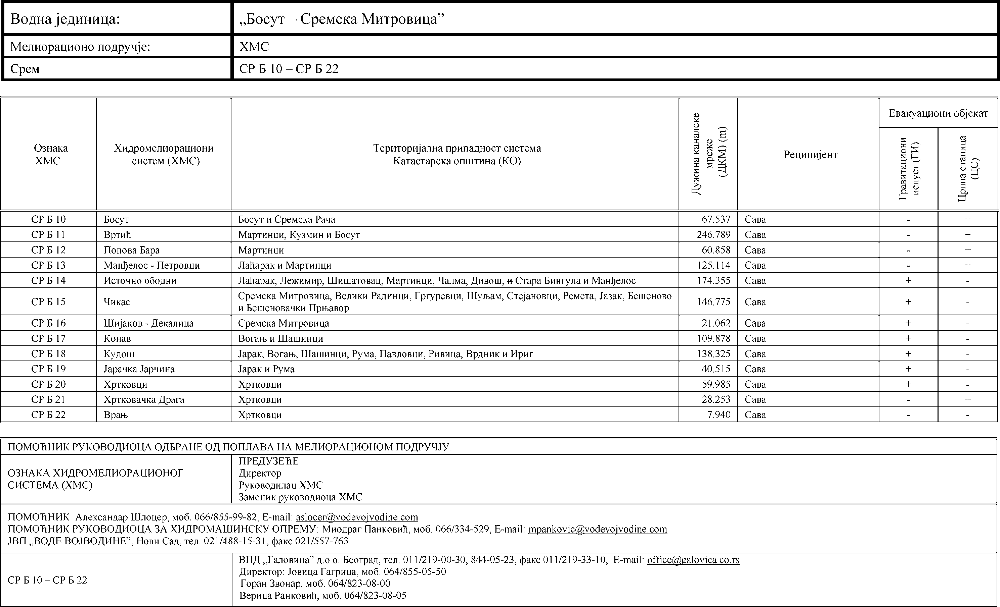 Водна јединица: „Босут – Сремска Митровица”
Мелиорационо подручје: ХМС
Срем СР Б 10 – СР Б 22
Ознака
ХМС
Хидромелиорациони
систем (ХМС)
Територијална припадност система
Катастарска општина (КО)
Дужина каналске
мреже
(ДКМ) (m)
Реципијент
Евакуациони објекат
Гравитациони
испуст (ГИ)
Црпна станица
(ЦС)
СР Б 10 Босут Босут и Сремска Рача 67.537 Сава - +
СР Б 11 Вртић Мартинци, Кузмин и Босут 246.789 Сава - +
СР Б 12 Попова Бара Мартинци 60.858 Сава - +
СР Б 13 Манђелос - Петровци Лаћарак и Мартинци 125.114 Сава - +
СР Б 14 Источно ободни Лаћарак, Лежимир, Шишатовац, Мартинци, Чалма, Дивош, и Стара Бингула и Манђелос 174.355 Сава + -
СР Б 15 Чикас Сремска Митровица, Велики Радинци, Гргуревци, Шуљам, Стејановци, Ремета, Јазак, Бешеново
и Бешеновачки Прњавор 146.775 Сава + -
СР Б 16 Шијаков - Декалица Сремска Митровица 21.062 Сава + -
СР Б 17 Конав Вогањ и Шашинци 109.878 Сава + -
СР Б 18 Кудош Јарак, Вогањ, Шашинци, Рума, Павловци, Ривица, Врдник и Ириг 138.325 Сава + -
СР Б 19 Јарачка Јарчина Јарак и Рума 40.515 Сава + -
СР Б 20 Хртковци Хртковци 59.985 Сава + -
СР Б 21 Хртковачка Драга Хртковци 28.253 Сава - +
СР Б 22 Врањ Хртковци 7.940 Сава - -
ПОМОЋНИК РУКОВОДИОЦА ОДБРАНЕ ОД ПОПЛАВА НА МЕЛИОРАЦИОНОМ ПОДРУЧЈУ:
ОЗНАКА ХИДРОМЕЛИОРАЦИОНОГ
СИСТЕМА (ХМС)
ПРЕДУЗЕЋЕ
Директор
Руководилац ХМС
Заменик руководиоца ХМС
ПОМОЋНИК: Александар Шлоцер, моб. 066/855-99-82, E-mail: aslocer@vodevojvodine.com
ПОМОЋНИК РУКОВОДИОЦА ЗА ХИДРОМАШИНСКУ ОПРЕМУ: Миодраг Панковић, моб. 066/334-529, E-mail: mpankovic@vodevojvodine.com
ЈВП „ВОДЕ ВОЈВОДИНЕ”, Нови Сад, тел. 021/488-15-31, факс 021/557-763
СР Б 10 – СР Б 22
ВПД „Галовица” д.о.о. Београд, тел. 011/219-00-30, 844-05-23, факс 011/219-33-10, E-mail: office@galovica.co.rs
Директор: Јовица Гагрица, моб. 064/855-05-50
Горан Звонар, моб. 064/823-08-00
Верица Ранковић, моб. 064/823-08-05